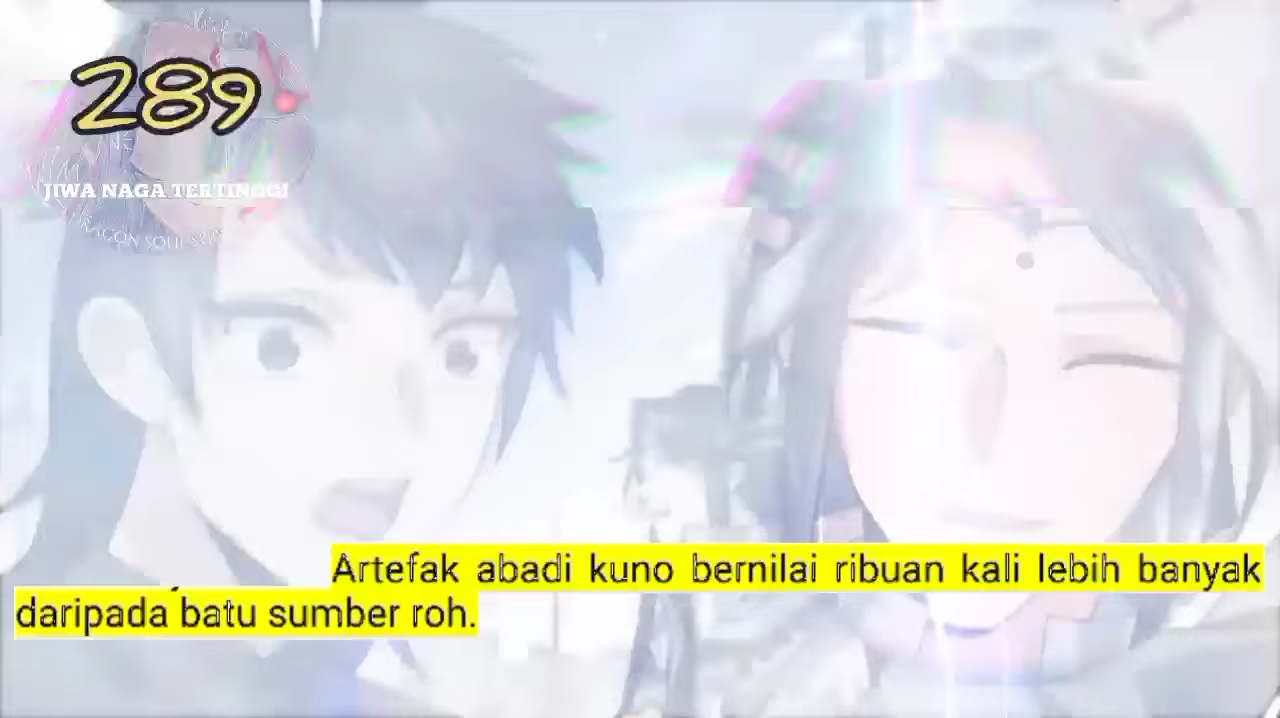 289
JIWA NAGA TERTINGGI
Artefak abadi kuno bernilai ribuan kali lebih banyak
daripada batu sumber roh.